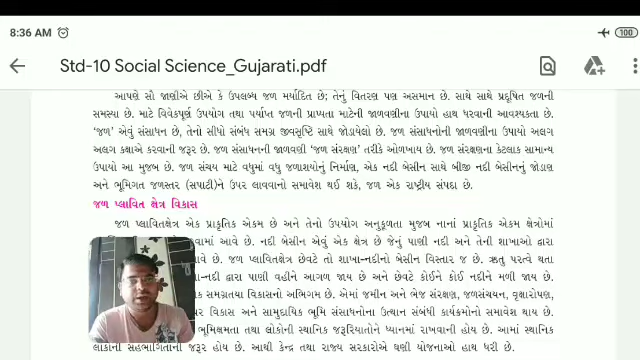 8:36 AM
100
Std-10 Social Science_Gujarati.pdf
આપણે સૌ જાણીએ છીએ કે ઉપલબ્ધ જળ મર્યાદિત છે; તેનું વિતરણ પણ અસમાન છે. સાથે સાથે પ્રદૂષિત જળની
સમસ્યા છે. માટે વિવેકપૂર્ણ ઉપયોગ તથા પર્યાપ્ત જળની પ્રાપ્યતા માટેની જાળવણીના ઉપાયો હાથ ધરવાની આવશ્યકતા છે.
‘જળ’ એવું સંસાધન છે, તેનો સીધો સંબંધ સમગ્ર જીવસૃષ્ટિ સાથે જોડાયેલો છે. જળ સંસાધનોની જાળવણીના ઉપાયો અલગ
અલગ કક્ષાએ કરવાની જરૂર છે. જળ સંસાધનની જાળવણી ‘જળ સંરક્ષણ’ તરીકે ઓળખાય છે. જળ સંરક્ષણના કેટલાક સામાન્ય
ઉપાયો આ મુજબ છે. જળ સંચય માટે વધુમાં વધુ જળાશયોનું નિર્માણ, એક નદી બેસીન સાથે બીજી નદી બેસીનનું જોડાણ
અને ભૂમિગત જળસ્તર (સપાટી)ને ઉપર લાવવાનો સમાવેશ થઈ શકે, જળ એક રાષ્ટ્રીય સંપદા છે.
જળ પ્લાવિત ક્ષેત્ર વિકાસ
જળ પ્લાવિતક્ષેત્ર એક પ્રાકૃતિક એકમ છે અને તેનો ઉપયોગ અનુકૂળતા મુજબ નાનાં પ્રાકૃતિક એકમ ક્ષેત્રોમાં
વામાં આવે છે. નદી બેસીન એવું એક ક્ષેત્ર છે જેનું પાણી નદી અને તેની શાખાઓ દ્વારા
વે છે. જળ પ્લાવિતક્ષેત્ર છેવટે તો શાખા-નદીનો બેસીન વિસ્તાર જ છે. ઋતુ પરત્વે થતા
ા-નદી દ્વારા પાણી વહીને આગળ જાય છે અને છેવટે કોઈને કોઈ નદીને મળી જાય છે.
ક સમગ્રતયા વિકાસનો અભિગમ છે. એમાં જમીન અને ભેજ સંરક્ષણ, જળસંચયન, વૃક્ષારોપણ,
ર વિકાસ અને સામુદાયિક ભૂમિ સંસાધનોના ઉત્થાન સંબંધી કાર્યક્રમોનો સમાવેશ થાય છે.
ભૂમિક્ષમતા તથા લોકોની સ્થાનિક જરૂરિયાતોને ધ્યાનમાં રાખવાની હોય છે. આમાં સ્થાનિક
લોકોની સહભાગિતાની જરૂર હોય છે. આથી કેન્દ્ર તથા રાજ્ય સરકારોએ ઘણી યોજનાઓ હાથ ધરી છે.